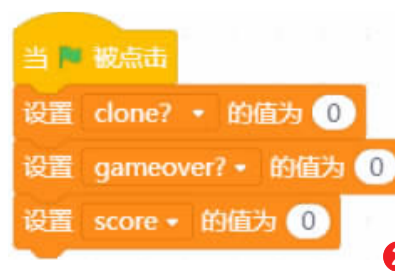 当 被点击
设置 clone? 的值为 0
设置 gameover? 的值为 0
设置 score 的值为 0